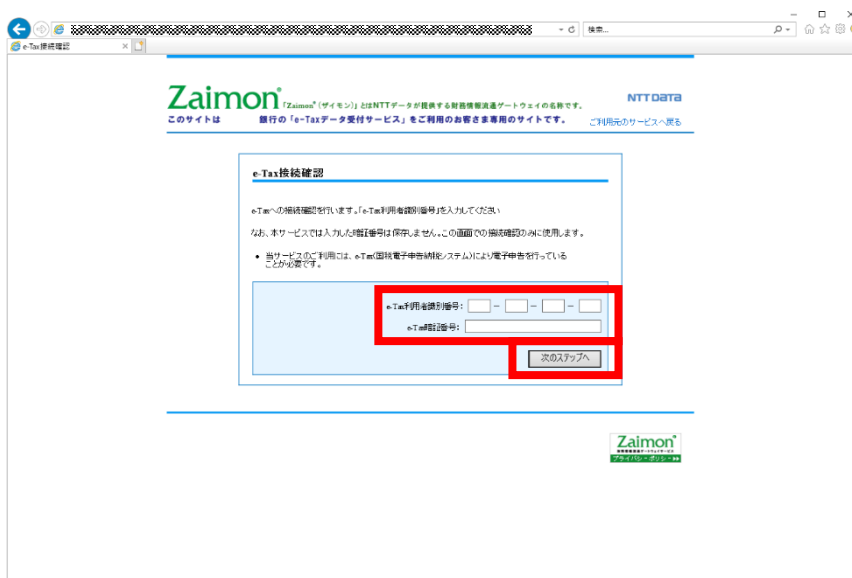 検索...
e-Tax接続確認
Zaimon® 「Zaimon®(ザイモン)」とはNTTデータが提供する財務情報流通ゲートウェイの名称です。 NTT DATA
このサイトは 銀行の「e-Taxデータ受付サービス」をご利用のお客さま専用のサイトです。 ご利用元のサービスへ戻る
e-Tax接続確認
e-Taxへの接続確認を行います。「e-Tax利用者識別番号」を入力してください
なお、本サービスでは入力した暗証番号は保存しません。この画面での接続確認のみに使用します。
• 当サービスのご利用には、e-Tax(国税電子申告納税システム)により電子申告を行っている
ことが必要です。
e-Tax利用者識別番号: - - -
e-Tax暗証番号:
次のステップへ
Zaimon®
プライバシーポリシー